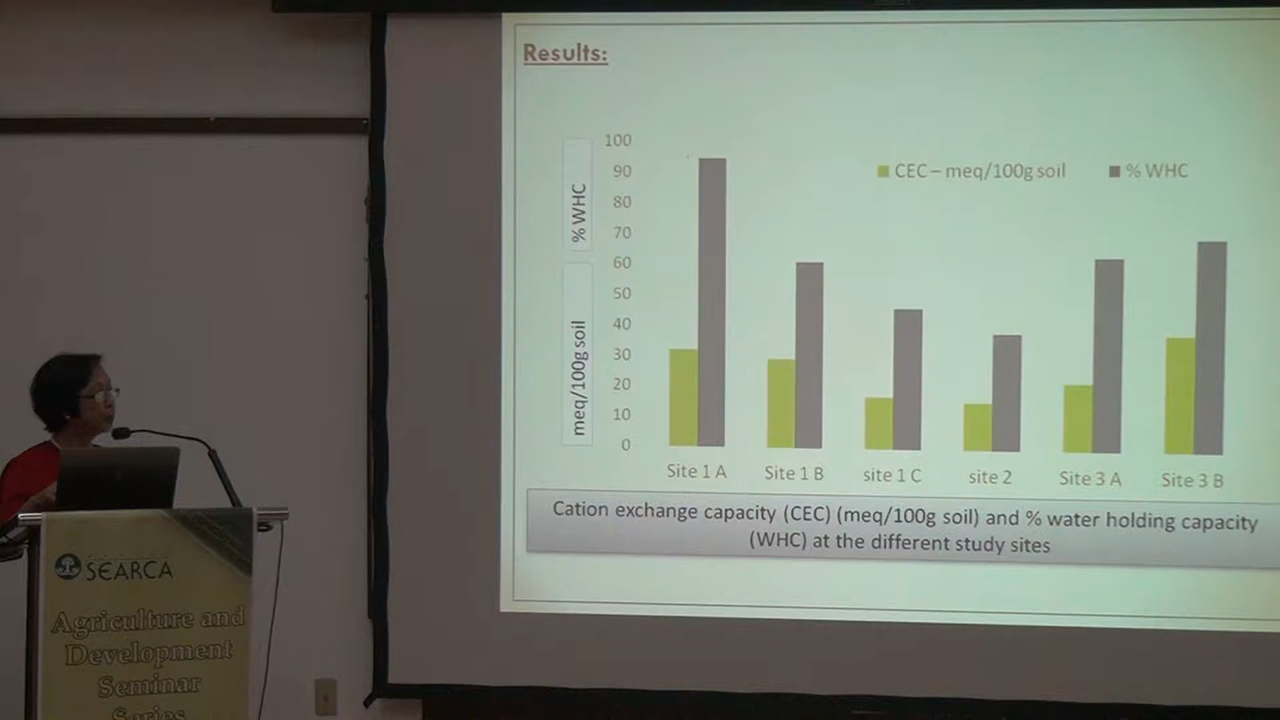 Results:
100
90
80
70
60
50
40
30
20
10
0
% WHC
meq/100g soil
CEC – meq/100g soil
% WHC
Site 1 A
Site 1 B
site 1 C
site 2
Site 3 A
Site 3 B
Cation exchange capacity (CEC) (meq/100g soil) and % water holding capacity
(WHC) at the different study sites
SEARCA
Agriculture and
Development
Seminar
Series